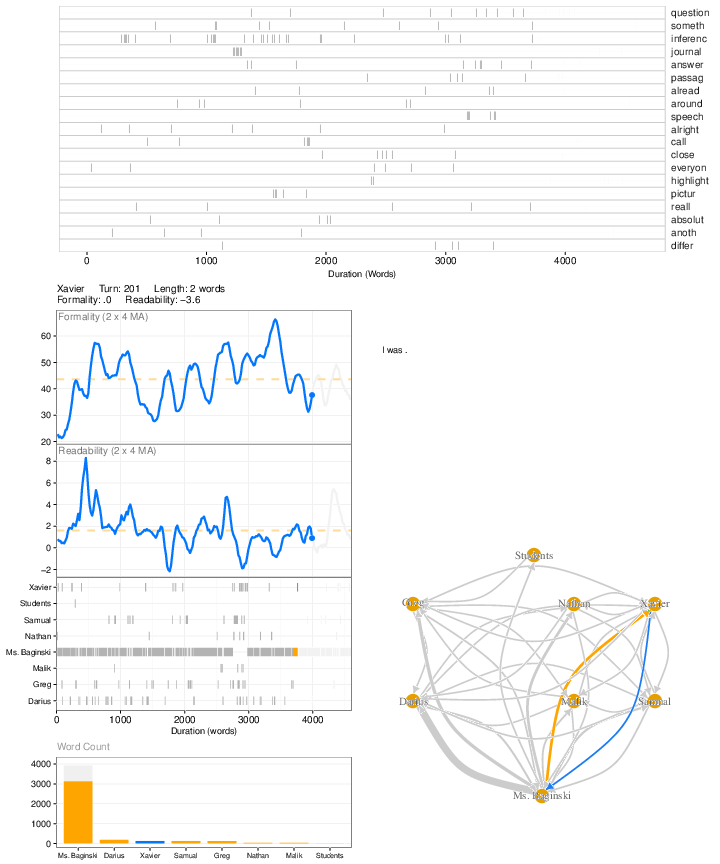 question
someth
inferenc
journal
answer
passag
alread
around
speech
alright
call
close
everyon
highlight
pictur
reall
absolut
anoth
differ
0 1000 2000 3000 4000
Duration (Words)
Xavier Turn: 201 Length: 2 words
Formality: .0 Readability: −3.6
Formality (2 x 4 MA)
60
50
40
30
20
I was .
Readability (2 x 4 MA)
8
6
4
2
0
−2
Xavier
Students
Samual
Nathan
Ms. Baginski
Malik
Greg
Darius
0 1000 2000 3000 4000
Duration (words)
Students
Greg Nathan Xavier
Darius Malik Samual
Ms. Baginski
Word Count
4000
3000
2000
1000
0
Ms. Baginski Darius Xavier Samual Greg Nathan Malik Students